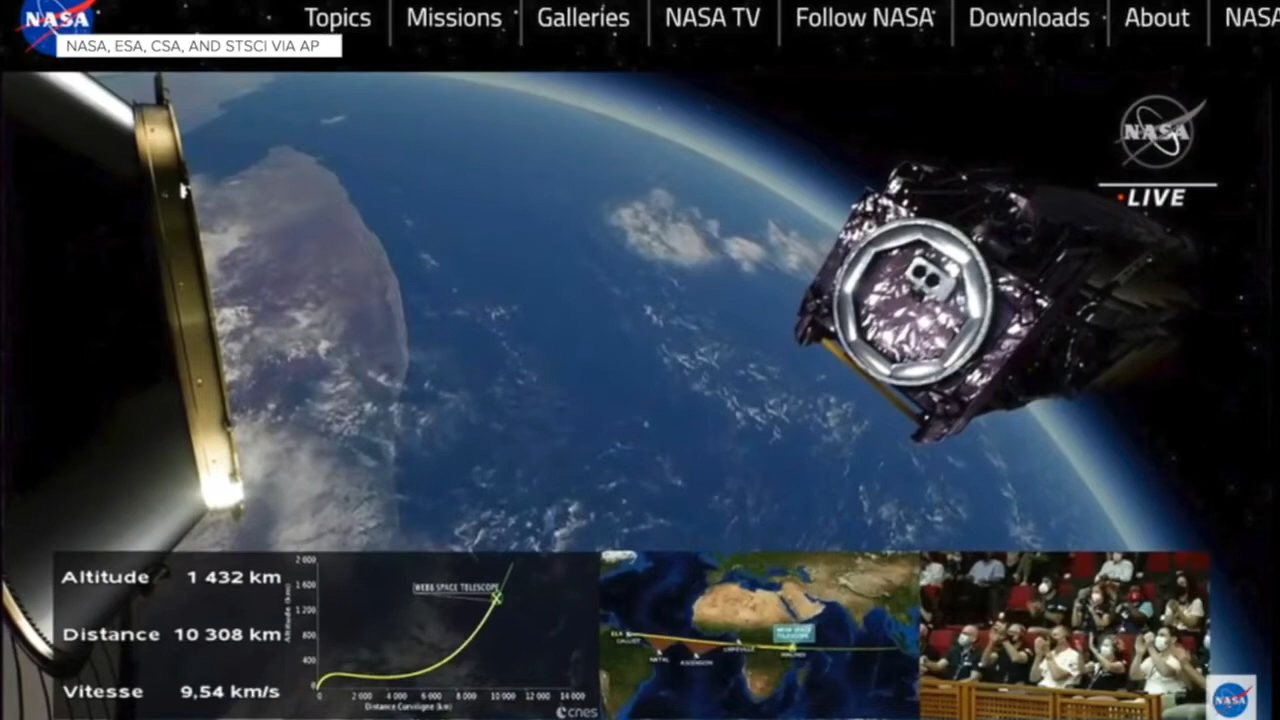 NASA
Topics
Missions
Galleries
NASA TV
Follow NASA
Downloads
About
NASA
NASA, ESA, CSA, AND STSCI VIA AP
NASA
LIVE
Altitude 1 432 km
Distance 10 308 km
Vitesse 9,54 km/s
2 000
1 600
1 200
800
400
0
Altitude (km)
WEBB SPACE TELESCOPE
0 2 000 4 000 6 000 8 000 10 000 12 000 14 000
Distance Curviligne (km)
cnes
NATAL
ASCENSION
LIBREVILLE
MALINDI
WEBB SPACE
TELESCOPE
NASA